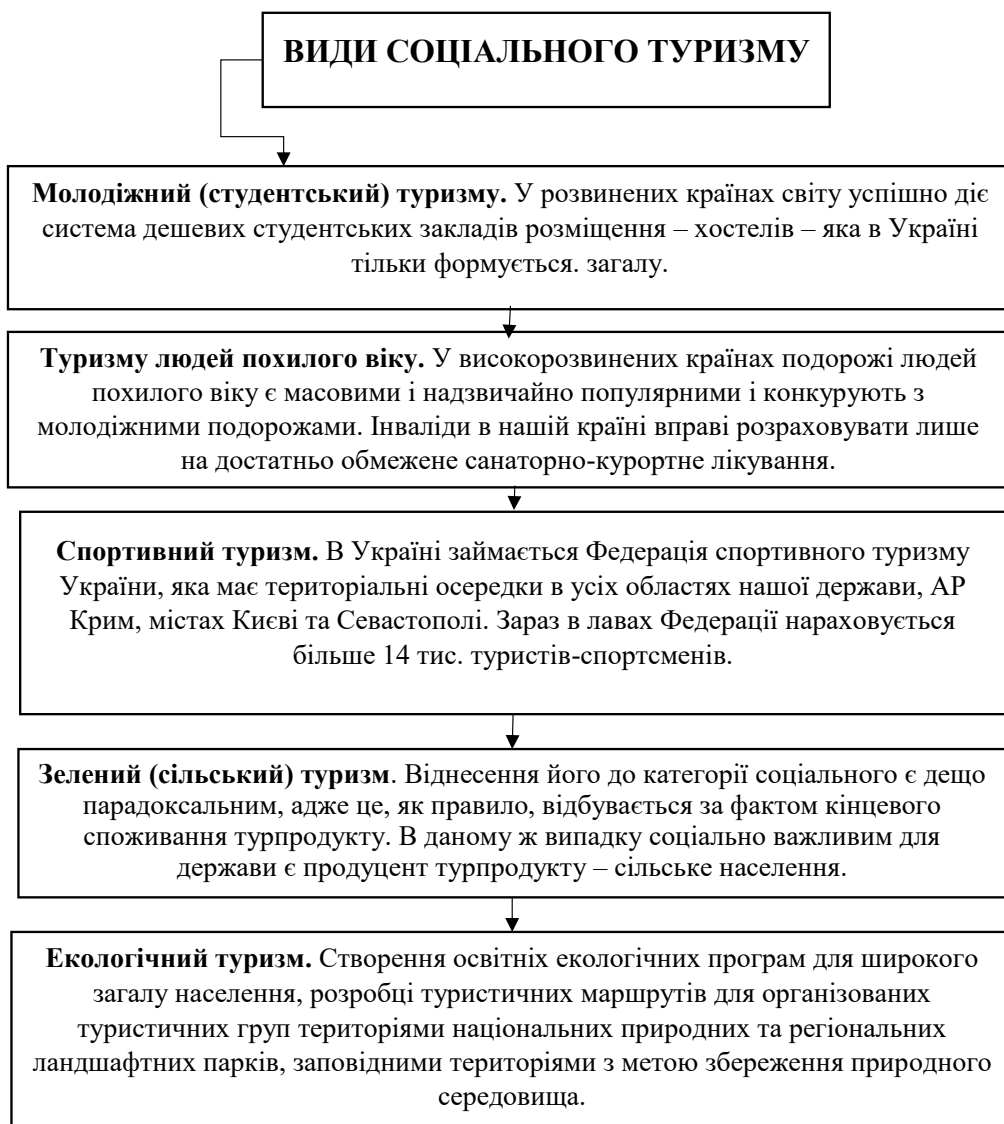 ВИДИ СОЦІАЛЬНОГО ТУРИЗМУ
Молодіжний (студентський) туризму. У розвинених країнах світу успішно діє
система дешевих студентських закладів розміщення – хостелів – яка в Україні
тільки формується. загалу.
Туризму людей похилого віку. У високорозвинених країнах подорожі людей
похилого віку є масовими і надзвичайно популярними і конкурують з
молодіжними подорожами. Інваліди в нашій країні вправі розраховувати лише
на достатньо обмежене санаторно-курортне лікування.
Спортивний туризм. В Україні займається Федерація спортивного туризму
України, яка має територіальні осередки в усіх областях нашої держави, АР
Крим, містах Києві та Севастополі. Зараз в лавах Федерації нараховується
більше 14 тис. туристів-спортсменів.
Зелений (сільський) туризм. Віднесення його до категорії соціального є дещо
парадоксальним, адже це, як правило, відбувається за фактом кінцевого
споживання турпродукту. В даному ж випадку соціально важливим для
держави є продуцент турпродукту – сільське населення.
Екологічний туризм. Створення освітніх екологічних програм для широкого
загалу населення, розробці туристичних маршрутів для організованих
туристичних груп територіями національних природних та регіональних
ландшафтних парків, заповідними територіями з метою збереження природного
середовища.